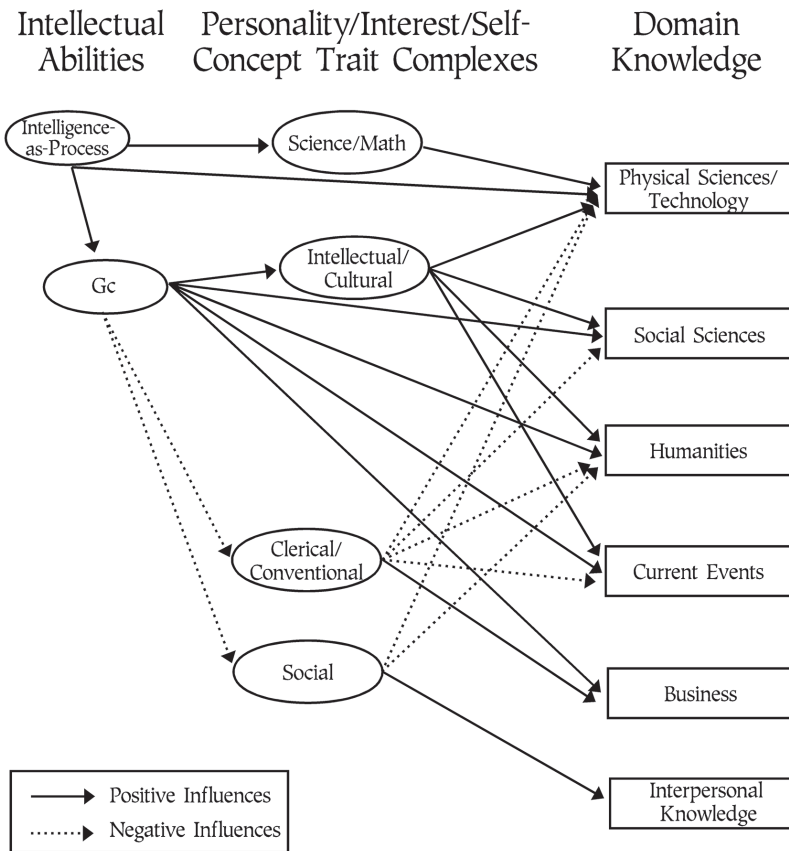 Intellectual
Abilities
Personality/Interest/Self-
Concept Trait Complexes
Domain
Knowledge
Intelligence-
as-Process
Science/Math
Physical Sciences/
Technology
Gc
Intellectual/
Cultural
Social Sciences
Humanities
Clerical/
Conventional
Current Events
Social
Business
Interpersonal
Knowledge
Positive Influences
Negative Influences